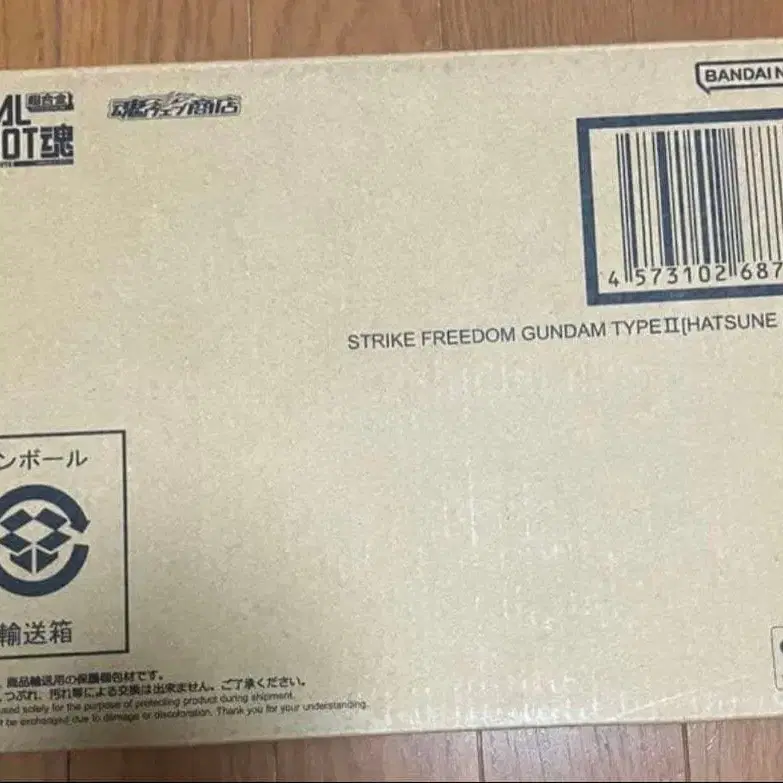 AL 超合金
OT魂
魂ウェブ商店
BANDAI N
4 573102 687
STRIKE FREEDOM GUNDAM TYPEⅡ[HATSUNE
ンボール
輸送箱
商品輸送用の保護梱包材です。
つぶれ、汚れ等による交換は出来ません。ご了承ください。
used solely for the purpose of protecting product during shipment.
t be exchanged due to damage or discoloration. Thank you for your understanding.